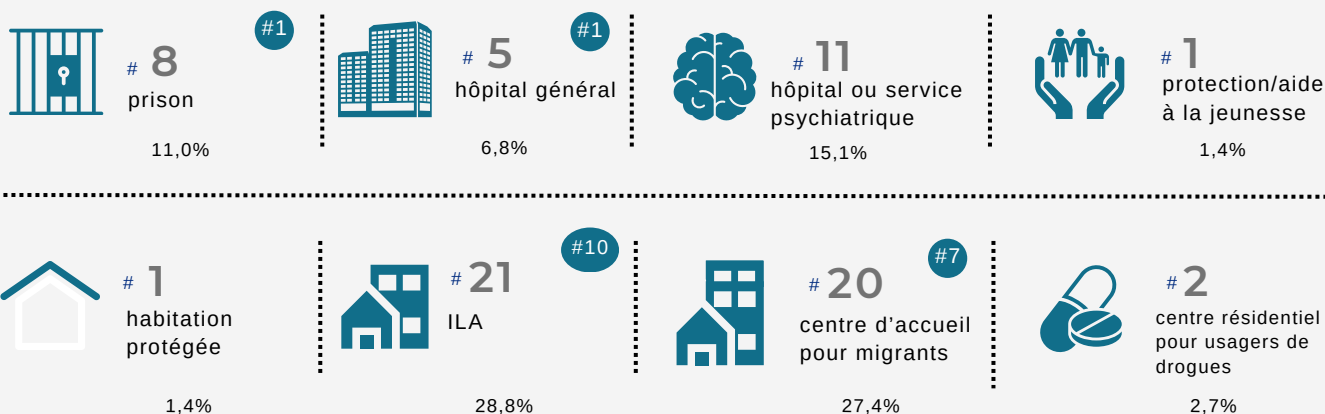 #1
# 8
prison
11,0%
#1
# 5
hôpital général
6,8%
# 11
hôpital ou service
psychiatrique
15,1%
# 1
protection/aide
à la jeunesse
1,4%
# 1
habitation
protégée
1,4%
#10
# 21
ILA
28,8%
#7
# 20
centre d'accueil
pour migrants
27,4%
# 2
centre résidentiel
pour usagers de
drogues
2,7%